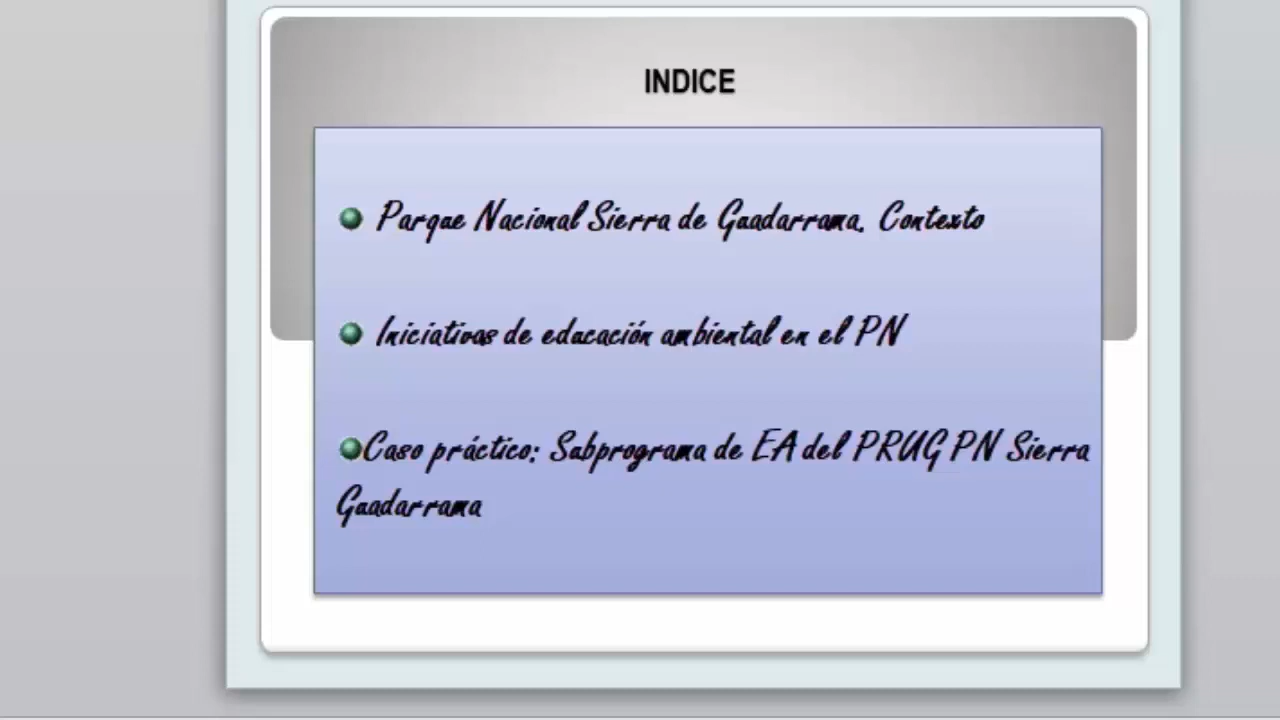 INDICE
Parque Nacional Sierra de Guadarrama. Contexto
Iniciativas de educación ambiental en el PN
Caso práctico: Subprograma de EA del PRUG PN Sierra
Guadarrama